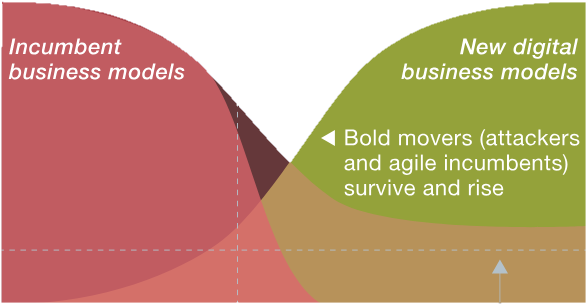 Incumbent
business models
New digital
business models
Bold movers (attackers
and agile incumbents)
survive and rise